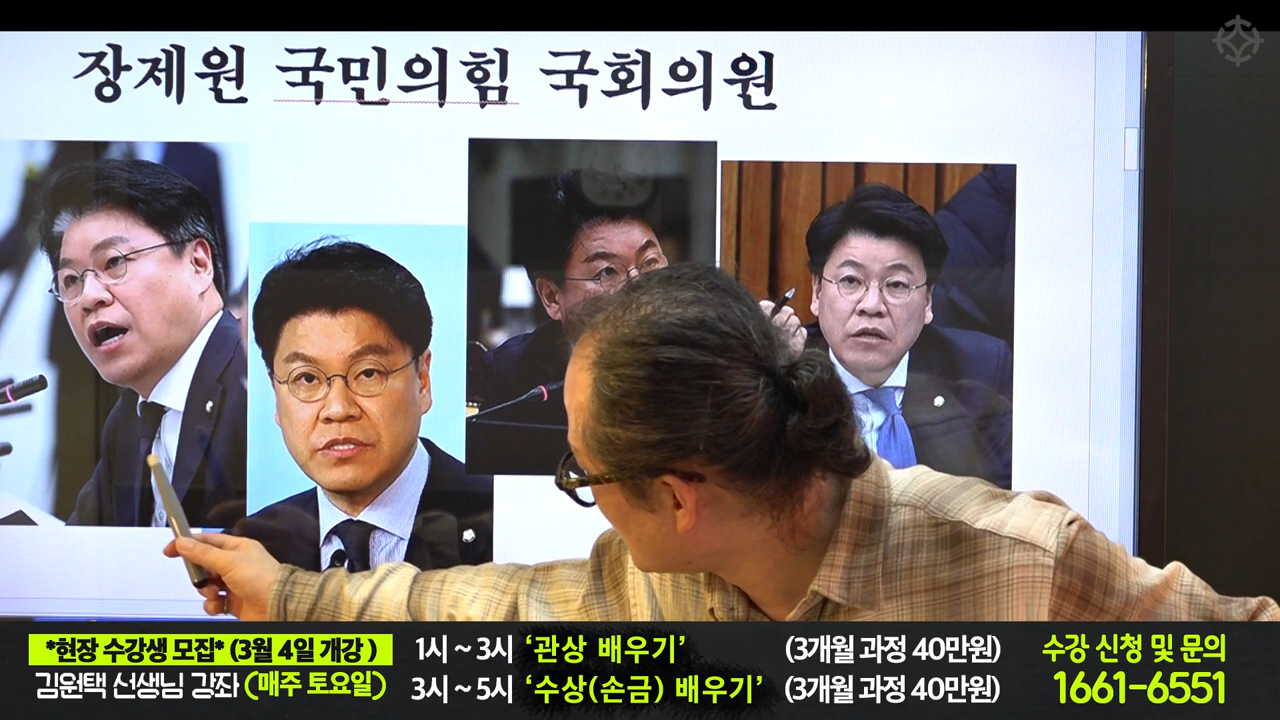 장제원 국민의힘 국회의원
*현장 수강생 모집* (3월 4일 개강 )
김원택 선생님 강좌 (매주 토요일)
1시 ~ 3시 ‘관상 배우기’ (3개월 과정 40만원)
3시 ~ 5시 ‘수상(손금) 배우기’ (3개월 과정 40만원)
수강 신청 및 문의
1661-6551